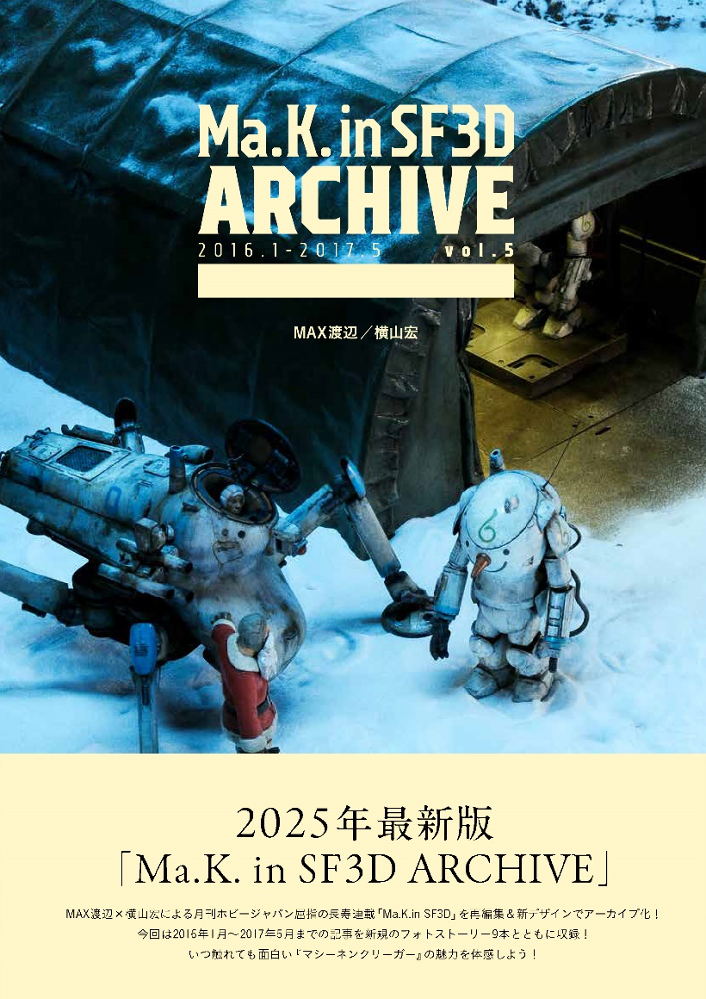 Ma.K. in SF3D
ARCHIVE
2016.1-2017.5 vol.5
MAX渡辺／横山宏
6
2025年最新版
「Ma.K. in SF3D ARCHIVE」
MAX渡辺×横山宏による月刊ホビージャパン屈指の長寿連載「Ma.K.in SF3D」を再編集＆新デザインでアーカイブ化！
今回は2016年1月～2017年5月までの記事を新規のフォトストーリー9本とともに収録！
いつ触れても面白い『マシーネンクリーガー』の魅力を体感しよう！